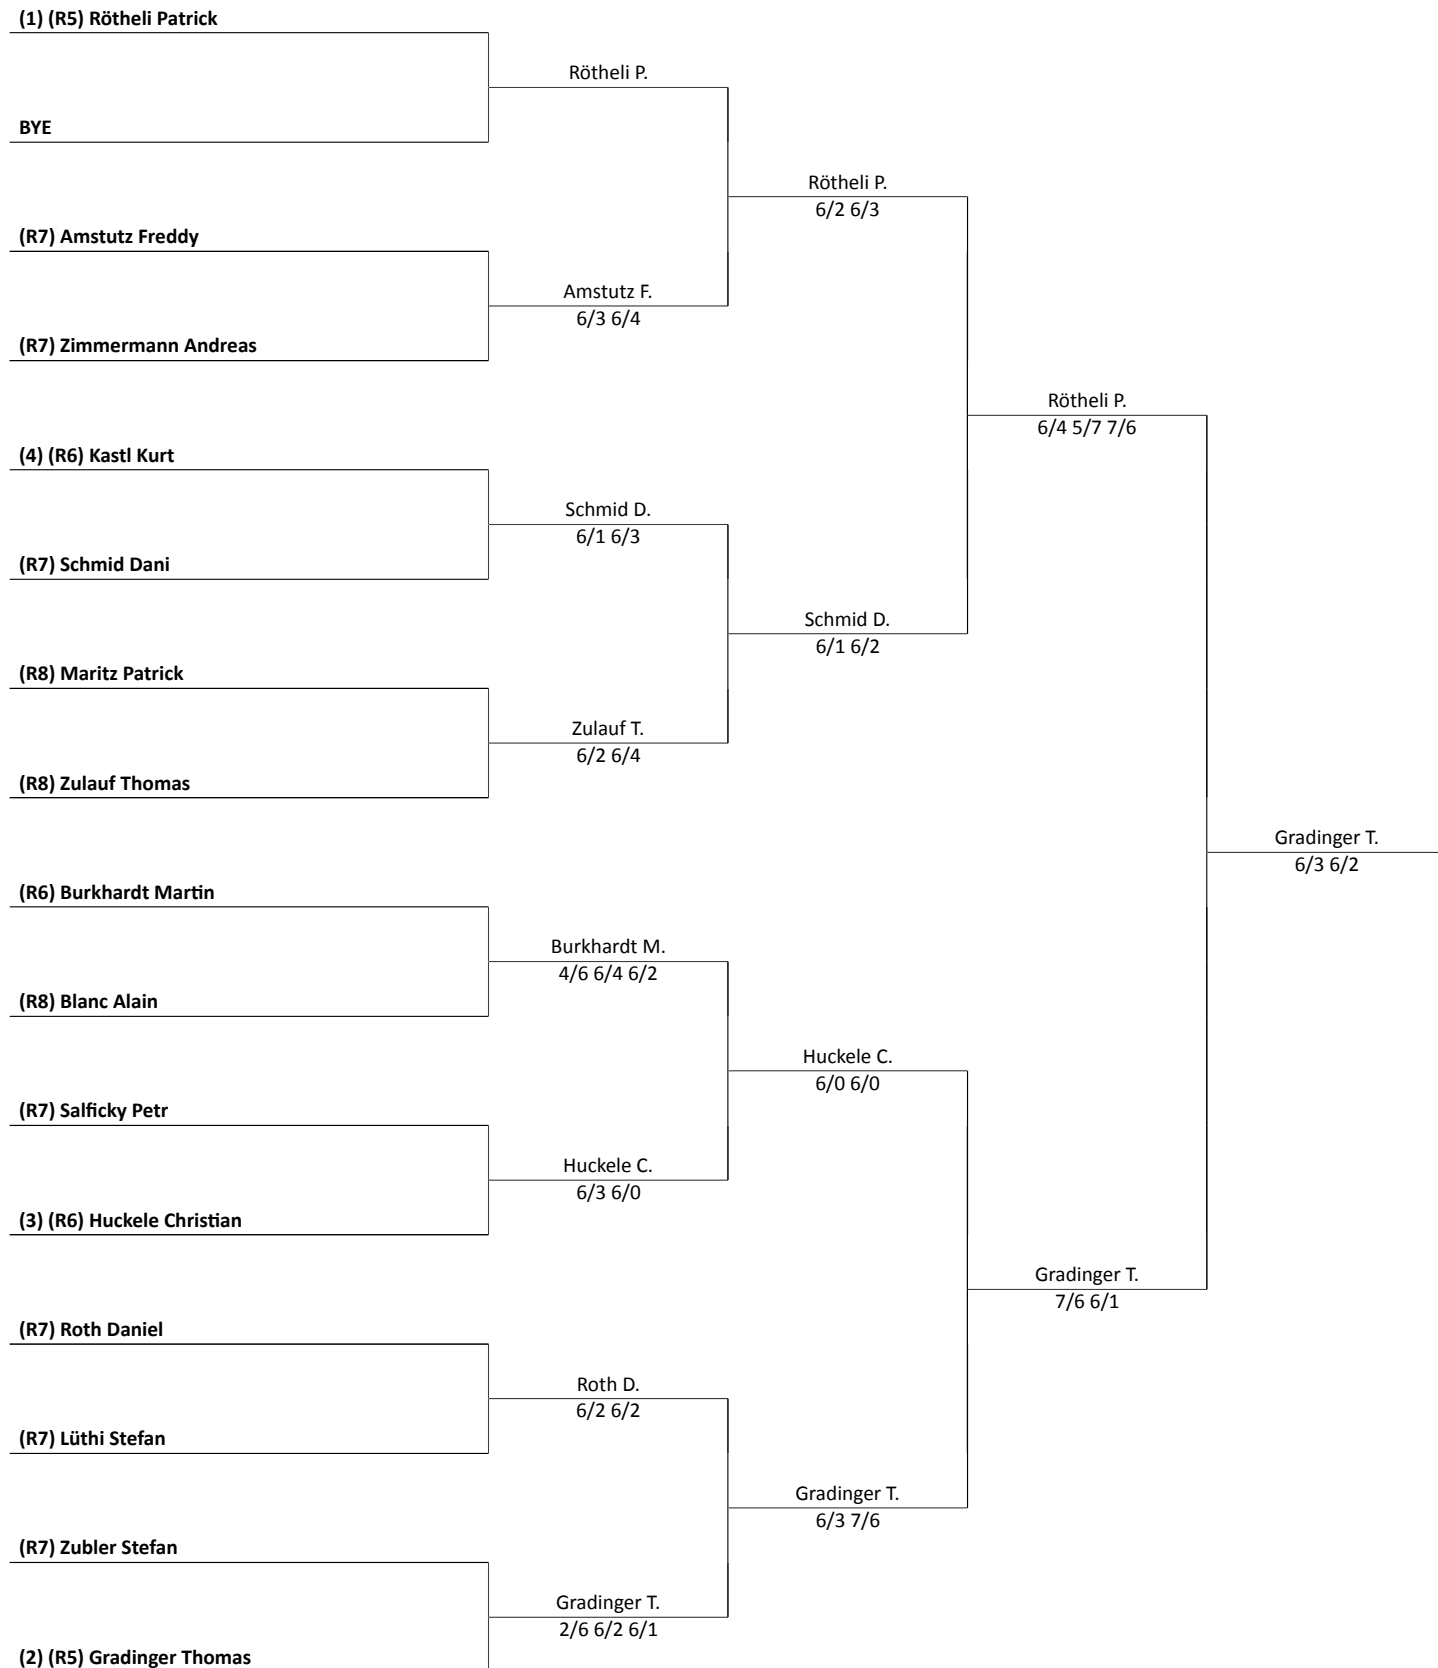 (1) (R5) Rötheli Patrick
Rötheli P.
BYE
Rötheli P.
6/2 6/3
(R7) Amstutz Freddy
Amstutz F.
6/3 6/4
(R7) Zimmermann Andreas
Rötheli P.
6/4 5/7 7/6
(4) (R6) Kastl Kurt
Schmid D.
6/1 6/3
(R7) Schmid Dani
Schmid D.
6/1 6/2
(R8) Maritz Patrick
Zulauf T.
6/2 6/4
(R8) Zulauf Thomas
Gradinger T.
6/3 6/2
(R6) Burkhardt Martin
Burkhardt M.
4/6 6/4 6/2
(R8) Blanc Alain
Huckele C.
6/0 6/0
(R7) Salficky Petr
Huckele C.
6/3 6/0
(3) (R6) Huckele Christian
Gradinger T.
7/6 6/1
(R7) Roth Daniel
Roth D.
6/2 6/2
(R7) Lüthi Stefan
Gradinger T.
6/3 7/6
(R7) Zubler Stefan
Gradinger T.
2/6 6/2 6/1
(2) (R5) Gradinger Thomas